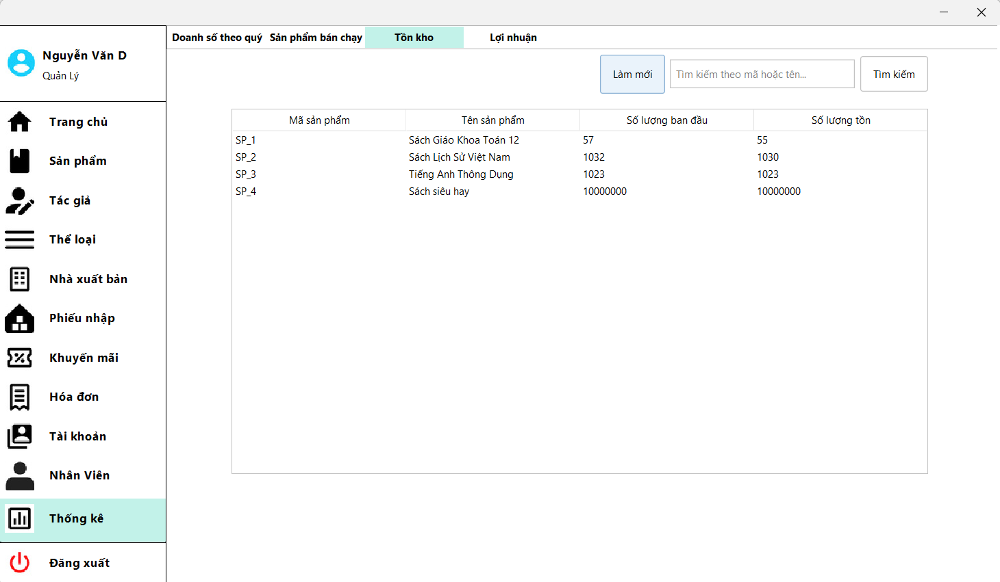 Nguyễn Văn D
Quản Lý
Trang chủ
Sản phẩm
Tác giả
Thể loại
Nhà xuất bản
Phiếu nhập
Khuyến mãi
Hóa đơn
Tài khoản
Nhân Viên
Thống kê
Đăng xuất
Doanh số theo quý Sản phẩm bán chạy Tồn kho Lợi nhuận
Làm mới Tìm kiếm theo mã hoặc tên... Tìm kiếm
Mã sản phẩm Tên sản phẩm Số lượng ban đầu Số lượng tồn
SP_1 Sách Giáo Khoa Toán 12 57 55
SP_2 Sách Lịch Sử Việt Nam 1032 1030
SP_3 Tiếng Anh Thông Dụng 1023 1023
SP_4 Sách siêu hay 10000000 10000000